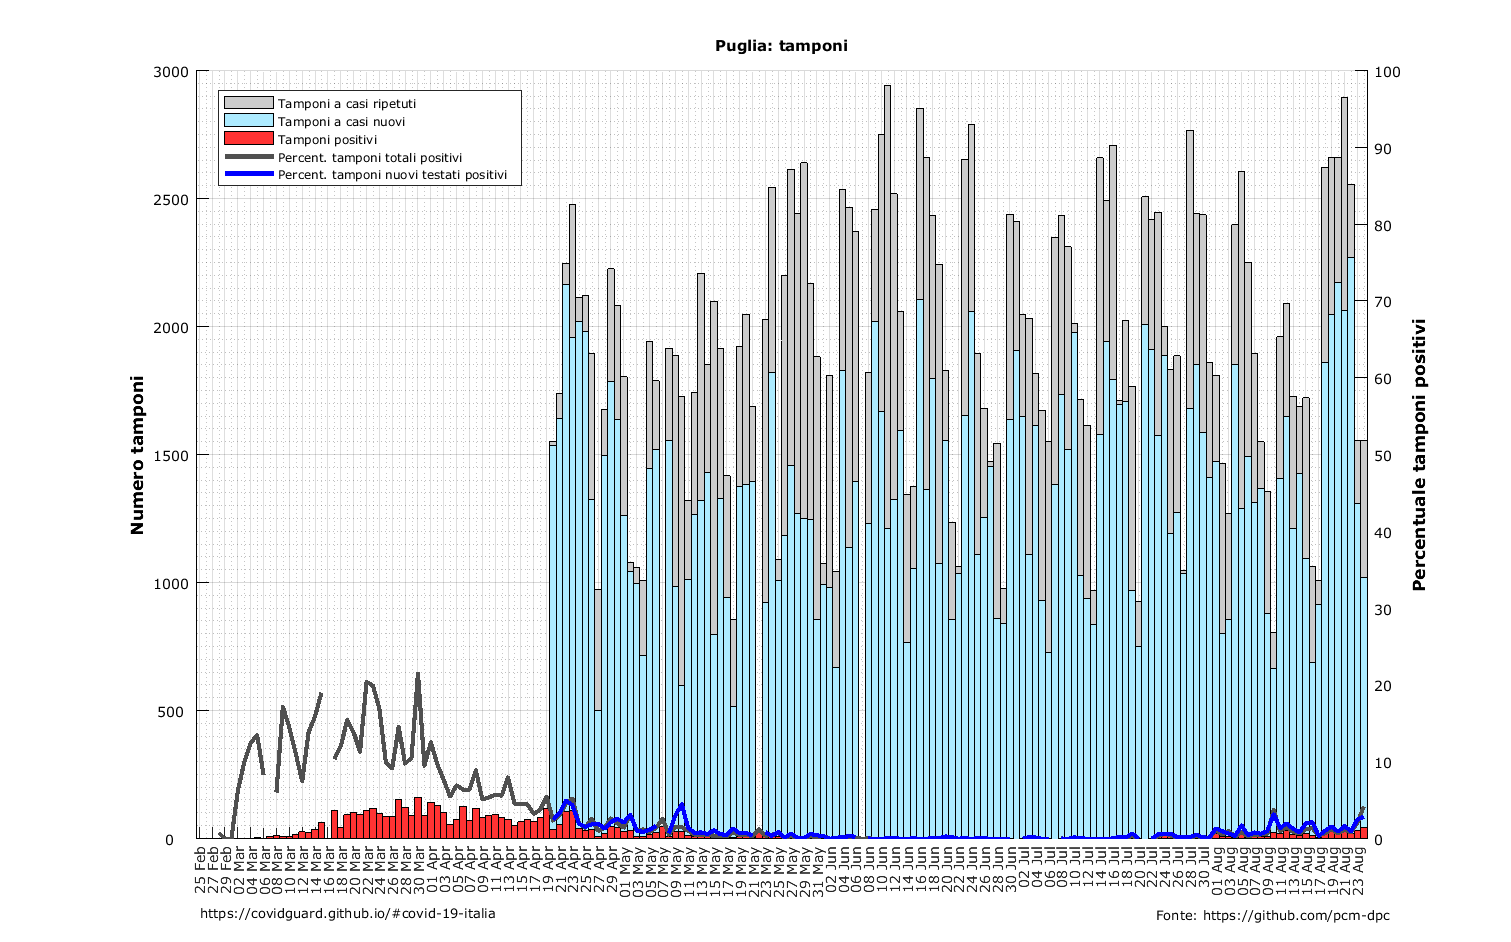 Puglia: tamponi
Tamponi a casi ripetuti
Tamponi a casi nuovi
Tamponi positivi
Percent. tamponi totali positivi
Percent. tamponi nuovi testati positivi
Numero tamponi
3000
2500
2000
1500
1000
500
0
Percentuale tamponi positivi
100
90
80
70
60
50
40
30
20
10
0
25 Feb
27 Feb
29 Feb
02 Mar
04 Mar
06 Mar
08 Mar
10 Mar
12 Mar
14 Mar
16 Mar
18 Mar
20 Mar
22 Mar
24 Mar
26 Mar
28 Mar
30 Mar
01 Apr
03 Apr
05 Apr
07 Apr
09 Apr
11 Apr
13 Apr
15 Apr
17 Apr
19 Apr
21 Apr
23 Apr
25 Apr
27 Apr
29 Apr
01 May
03 May
05 May
07 May
09 May
11 May
13 May
15 May
17 May
19 May
21 May
23 May
25 May
27 May
29 May
31 May
02 Jun
04 Jun
06 Jun
08 Jun
10 Jun
12 Jun
14 Jun
16 Jun
18 Jun
20 Jun
22 Jun
24 Jun
26 Jun
28 Jun
30 Jun
02 Jul
04 Jul
06 Jul
08 Jul
10 Jul
12 Jul
14 Jul
16 Jul
18 Jul
20 Jul
22 Jul
24 Jul
26 Jul
28 Jul
30 Jul
01 Aug
03 Aug
05 Aug
07 Aug
09 Aug
11 Aug
13 Aug
15 Aug
17 Aug
19 Aug
21 Aug
23 Aug
https://covidguard.github.io/#covid-19-italia
Fonte: https://github.com/pcm-dpc